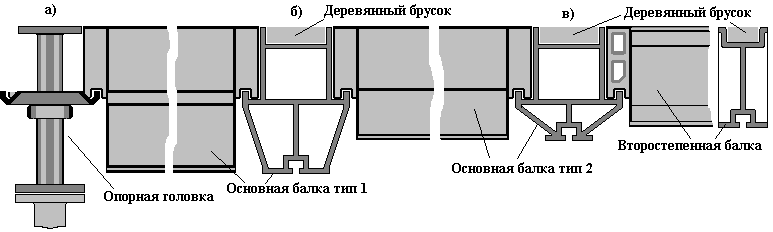 а)
б)
Деревянный брусок
в)
Деревянный брусок
Опорная головка
Основная балка тип 1
Основная балка тип 2
Второстепенная балка